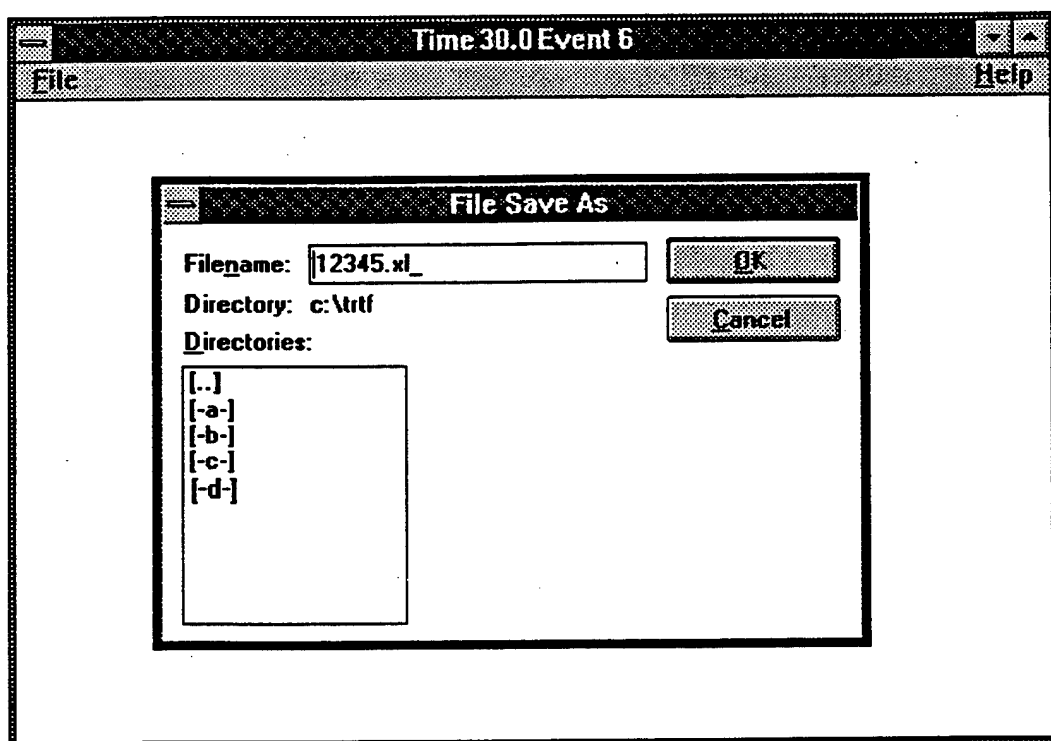 Time 30.0 Event 6
File Help
File Save As
Filename: 12345.xl_ OK
Directory: c:\trtf
Cancel
Directories:
[..]
[-a-]
[-b-]
[-c-]
[-d-]